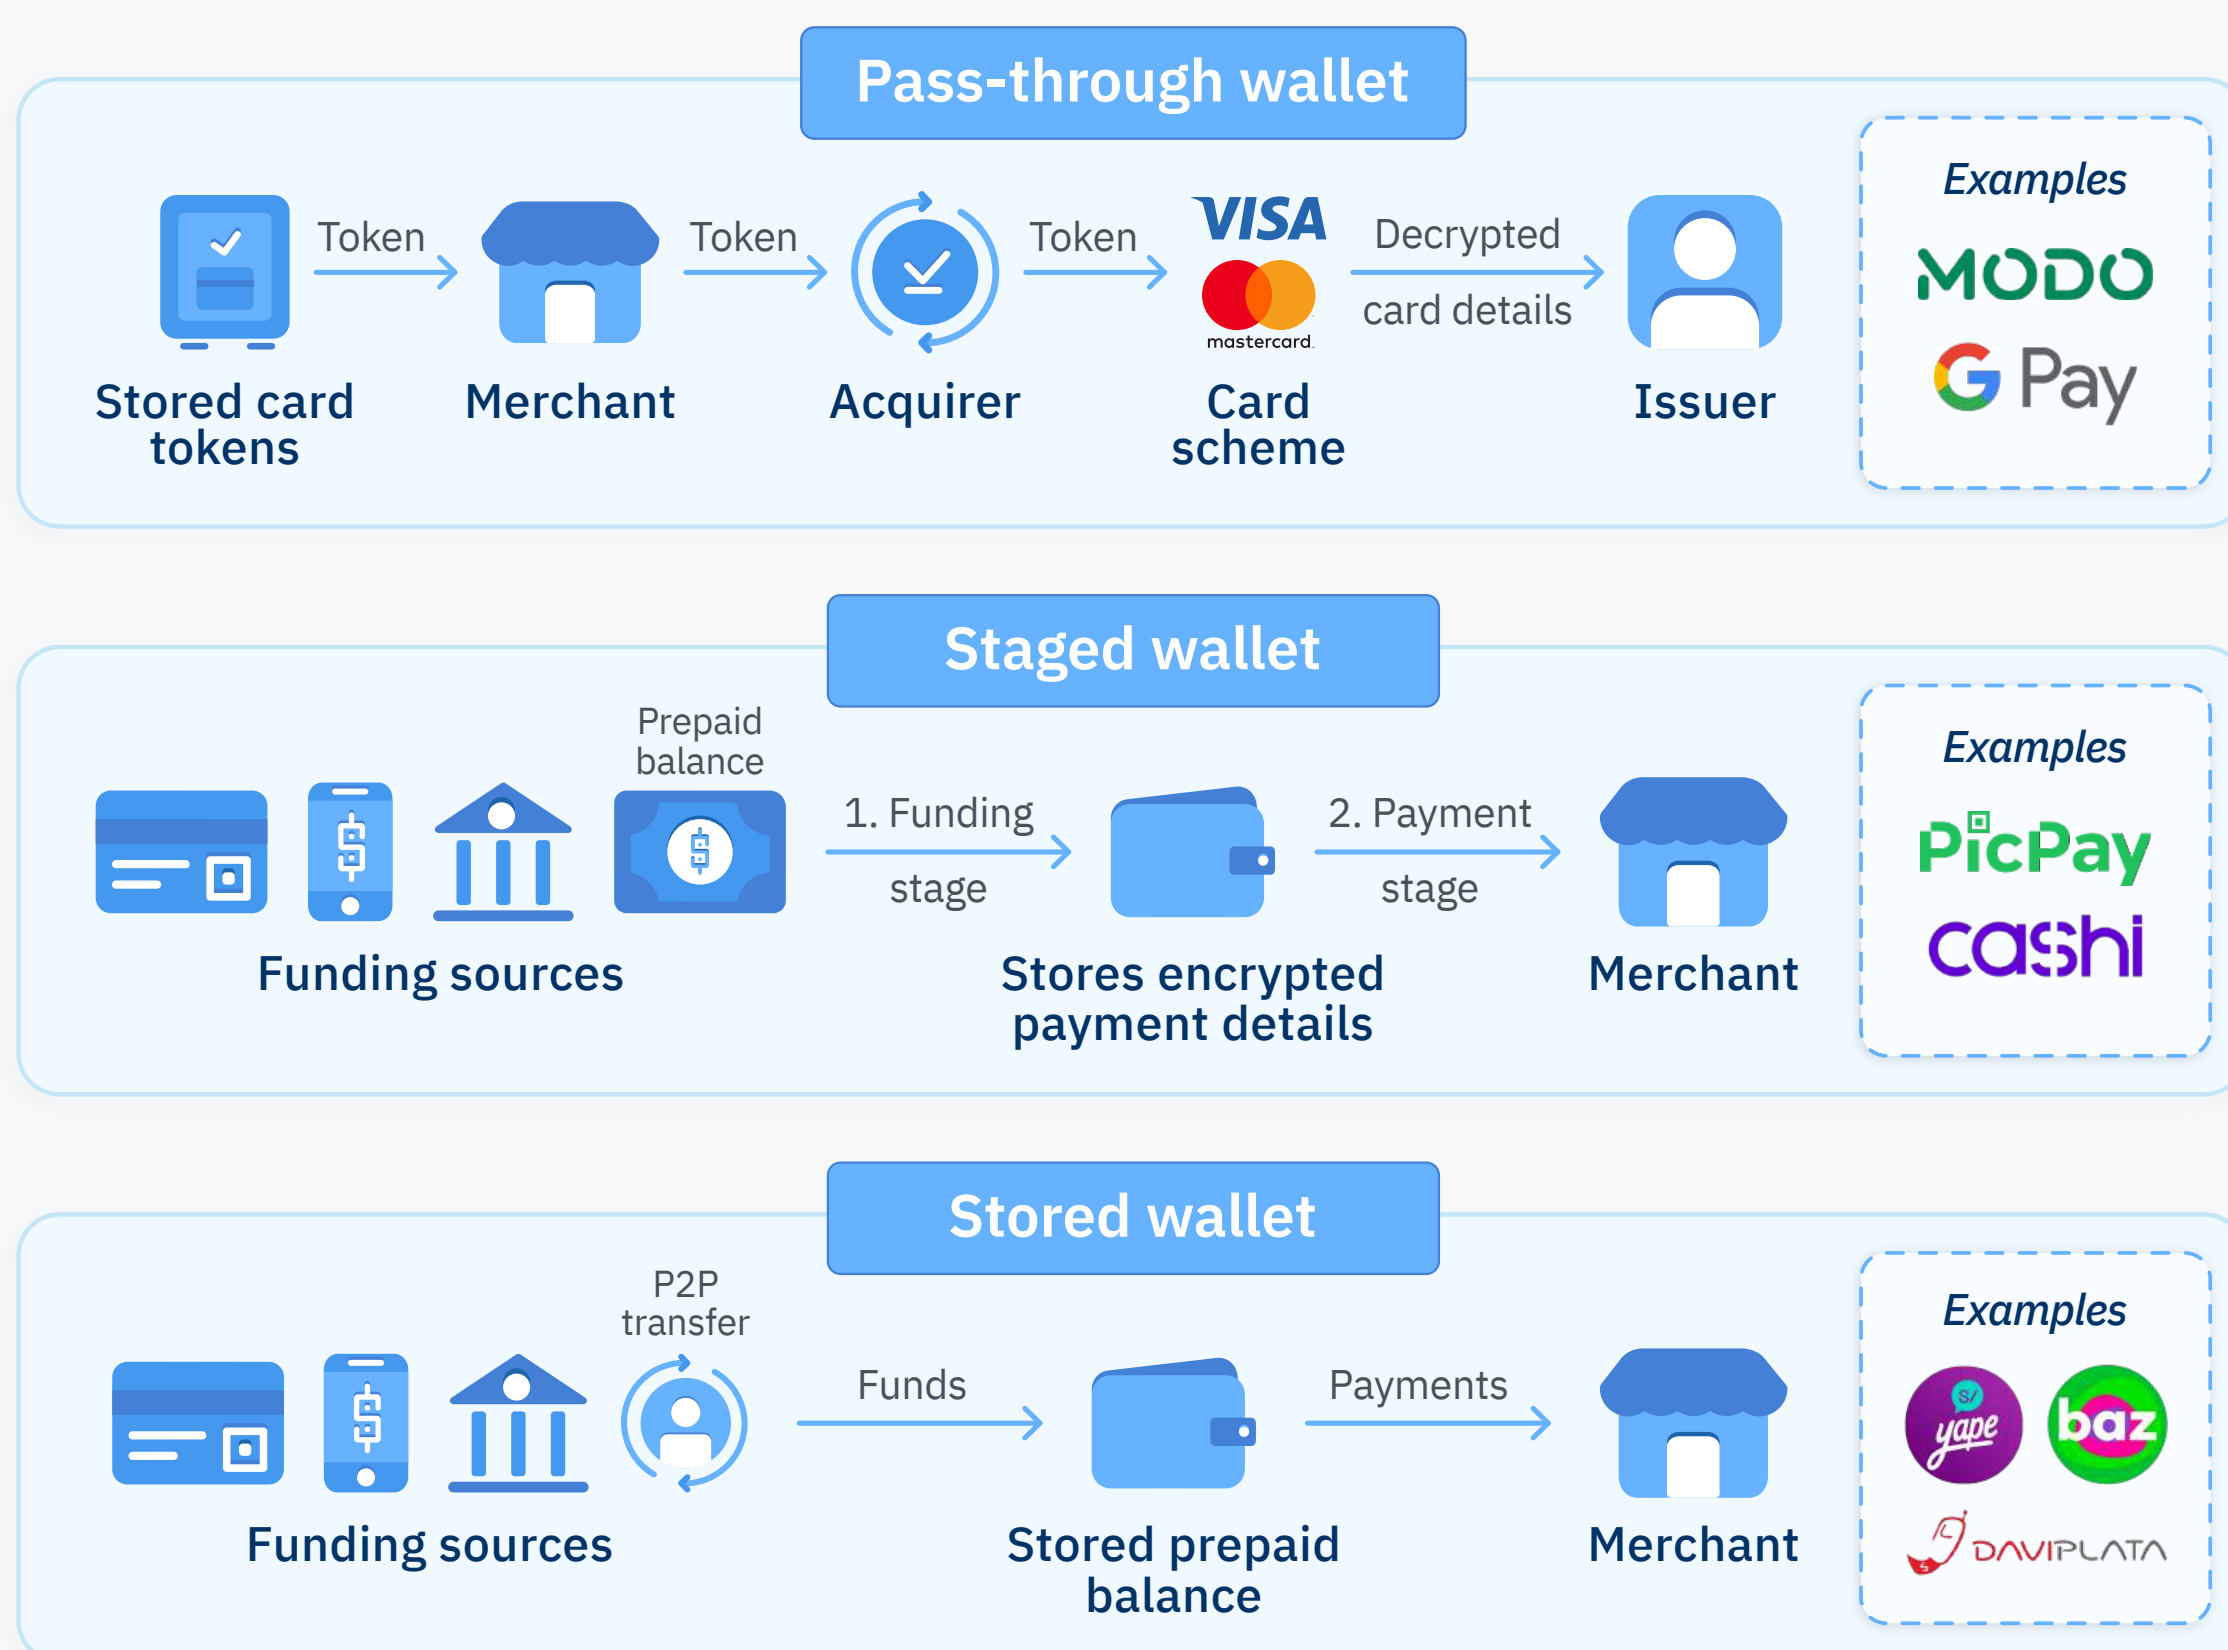 Pass-through wallet
Token
Token
Token
VISA
mastercard.
Decrypted
card details
Stored card
tokens
Merchant
Acquirer
Card
scheme
Issuer
Examples
MODO
G Pay
Staged wallet
Prepaid
balance
1. Funding
stage
2. Payment
stage
Funding sources
Stores encrypted
payment details
Merchant
Examples
PicPay
cashi
Stored wallet
P2P
transfer
Funds
Payments
Funding sources
Stored prepaid
balance
Merchant
Examples
S/
yape
baz
DAVIPLATA